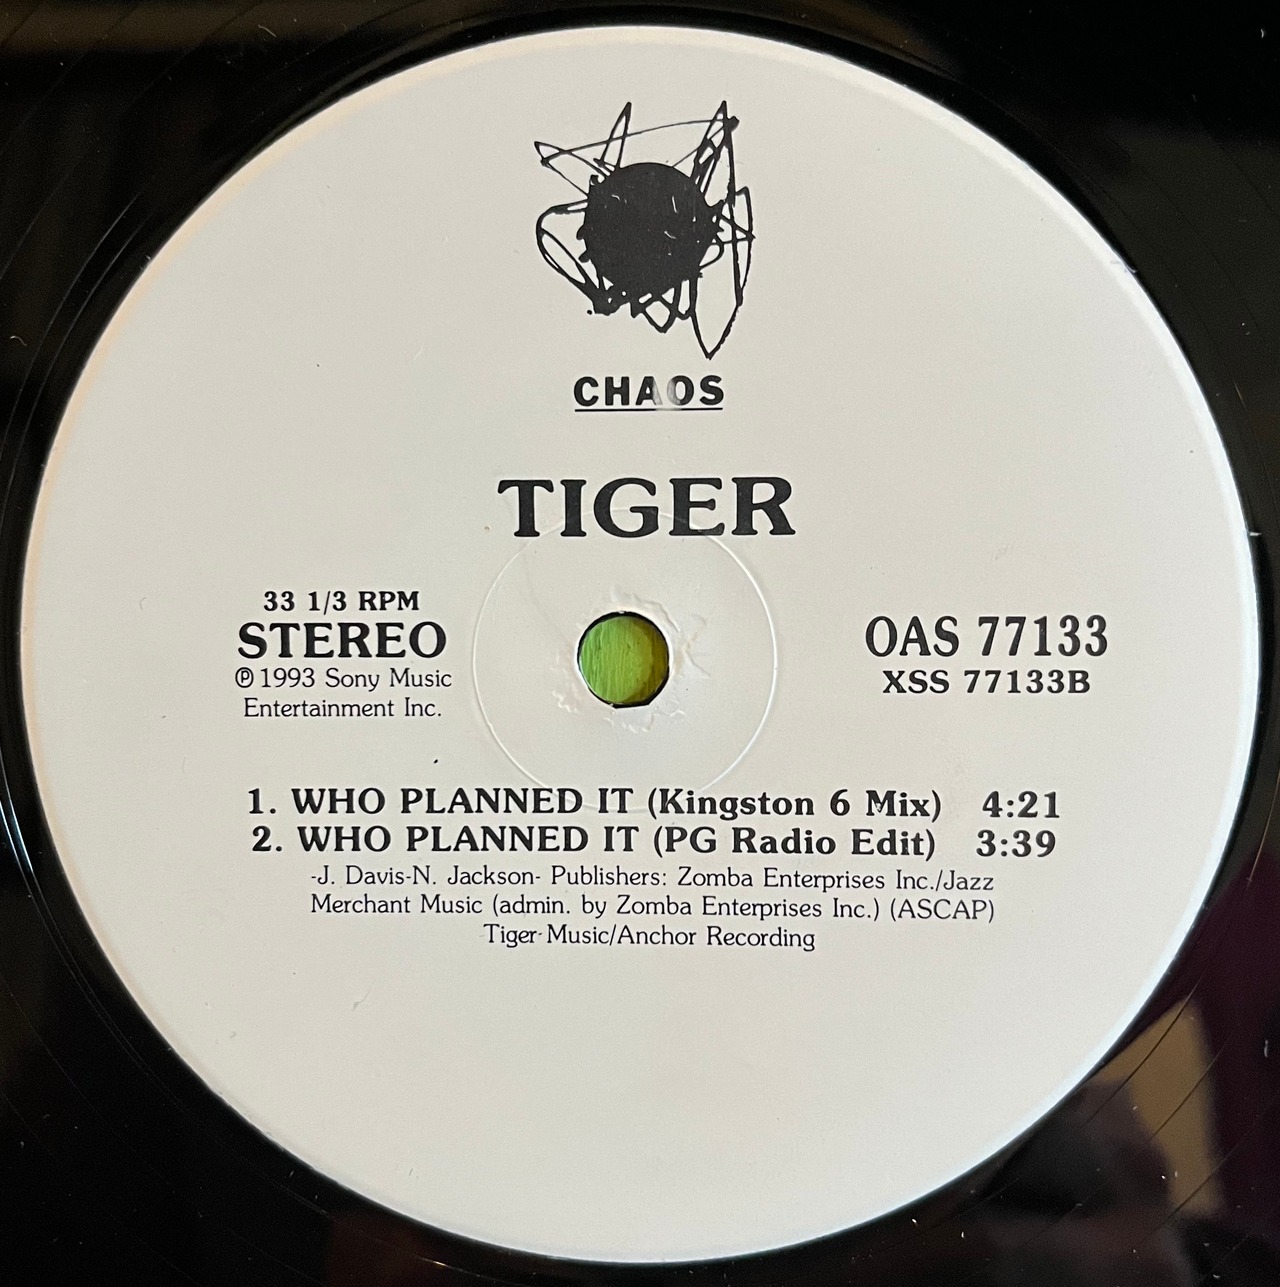 CHAOS
TIGER
33 1/3 RPM
STEREO
℗ 1993 Sony Music
Entertainment Inc.
OAS 77133
XSS 77133B
1. WHO PLANNED IT (Kingston 6 Mix) 4:21
2. WHO PLANNED IT (PG Radio Edit) 3:39
-J. Davis-N. Jackson- Publishers: Zomba Enterprises Inc./Jazz
Merchant Music (admin. by Zomba Enterprises Inc.) (ASCAP)
Tiger Music/Anchor Recording